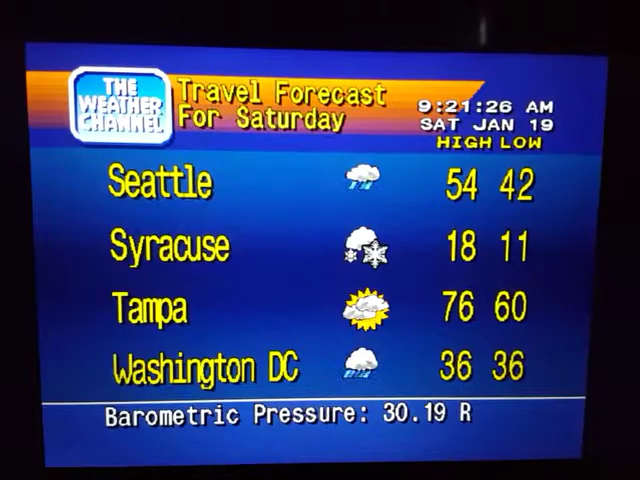 THE
WEATHER
CHANNEL
Travel Forecast
For Saturday
9:21:26 AM
SAT JAN 19
HIGH LOW
Seattle 54 42
Syracuse 18 11
Tampa 76 60
Washington DC 36 36
Barometric Pressure: 30.19 R